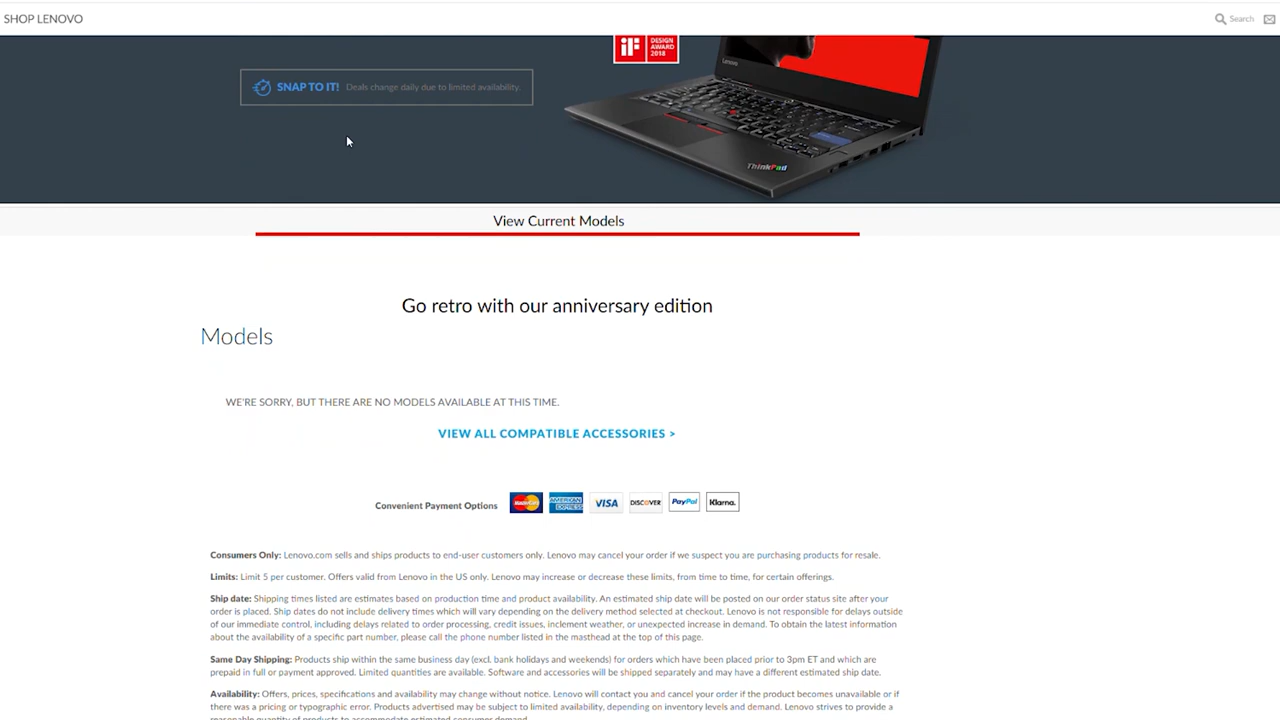 SHOP LENOVO
Search
iF
DESIGN
AWARD
2018
Lenovo
SNAP TO IT! Deals change daily due to limited availability.
ThinkPad
View Current Models
Go retro with our anniversary edition
Models
WE'RE SORRY, BUT THERE ARE NO MODELS AVAILABLE AT THIS TIME.
VIEW ALL COMPATIBLE ACCESSORIES >
Convenient Payment Options
MasterCard
AMERICAN EXPRESS
VISA
DISCOVER
PayPal
Klarna.
Consumers Only: Lenovo.com sells and ships products to end-user customers only. Lenovo may cancel your order if we suspect you are purchasing products for resale.
Limits: Limit 5 per customer. Offers valid from Lenovo in the US only. Lenovo may increase or decrease these limits, from time to time, for certain offerings.
Ship date: Shipping times listed are estimates based on production time and product availability. An estimated ship date will be posted on our order status site after your
order is placed. Ship dates do not include delivery times which will vary depending on the delivery method selected at checkout. Lenovo is not responsible for delays outside
of our immediate control, including delays related to order processing, credit issues, inclement weather, or unexpected increase in demand. To obtain the latest information
about the availability of a specific part number, please call the phone number listed in the masthead at the top of this page.
Same Day Shipping: Products ship within the same business day (excl. bank holidays and weekends) for orders which have been placed prior to 3pm ET and which are
prepaid in full or payment approved. Limited quantities are available. Software and accessories will be shipped separately and may have a different estimated ship date.
Availability: Offers, prices, specifications and availability may change without notice. Lenovo will contact you and cancel your order if the product becomes unavailable or if
there was a pricing or typographic error. Products advertised may be subject to limited availability, depending on inventory levels and demand. Lenovo strives to provide a
reasonable quantity of products to accommodate estimated consumer demand.